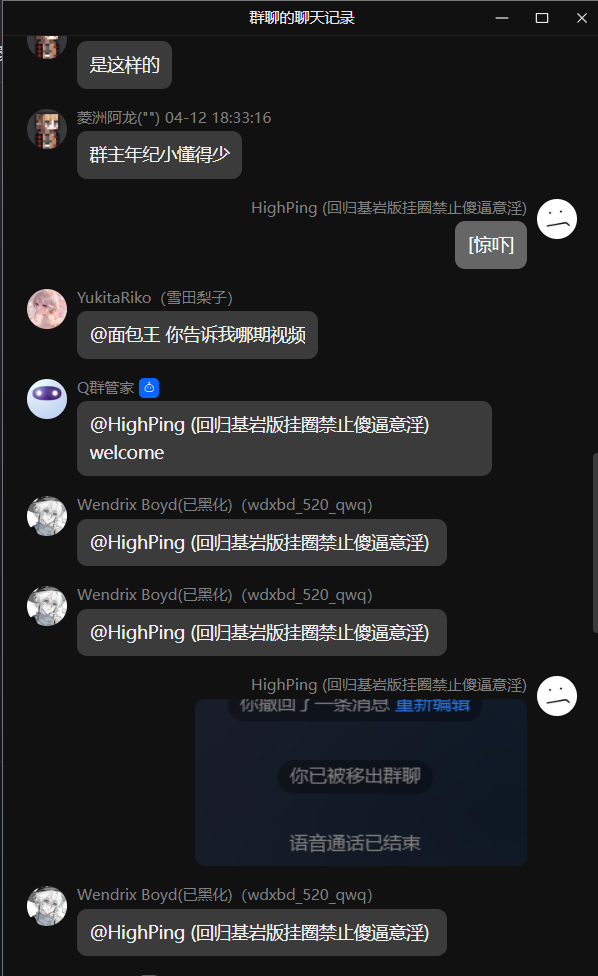 群聊的聊天记录
是这样的
菱洲阿龙("") 04-12 18:33:16
群主年纪小懂得少
HighPing (回归基岩版挂圈禁止傻逼意淫)
[惊吓]
YukitaRiko（雪田梨子）
@面包王 你告诉我哪期视频
Q群管家
@HighPing (回归基岩版挂圈禁止傻逼意淫)
welcome
Wendrix Boyd(已黑化)（wdxbd_520_qwq）
@HighPing (回归基岩版挂圈禁止傻逼意淫)
Wendrix Boyd(已黑化)（wdxbd_520_qwq）
@HighPing (回归基岩版挂圈禁止傻逼意淫)
HighPing (回归基岩版挂圈禁止傻逼意淫)
你撤回了一条消息 重新编辑
你已被移出群聊
语音通话已结束
Wendrix Boyd(已黑化)（wdxbd_520_qwq）
@HighPing (回归基岩版挂圈禁止傻逼意淫)